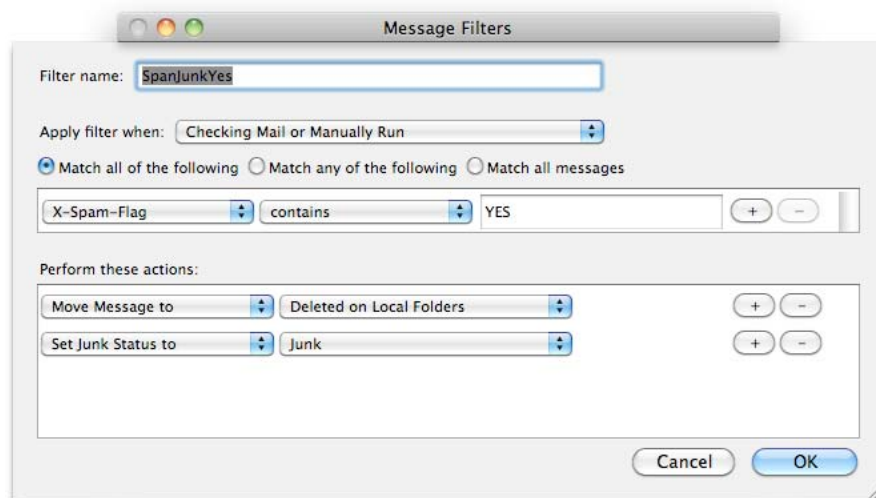 Message Filters
Filter name: SpanJunkYes
Apply filter when: Checking Mail or Manually Run
Match all of the following Match any of the following Match all messages
X-Spam-Flag contains YES + -
Perform these actions:
Move Message to Deleted on Local Folders + -
Set Junk Status to Junk + -
Cancel OK